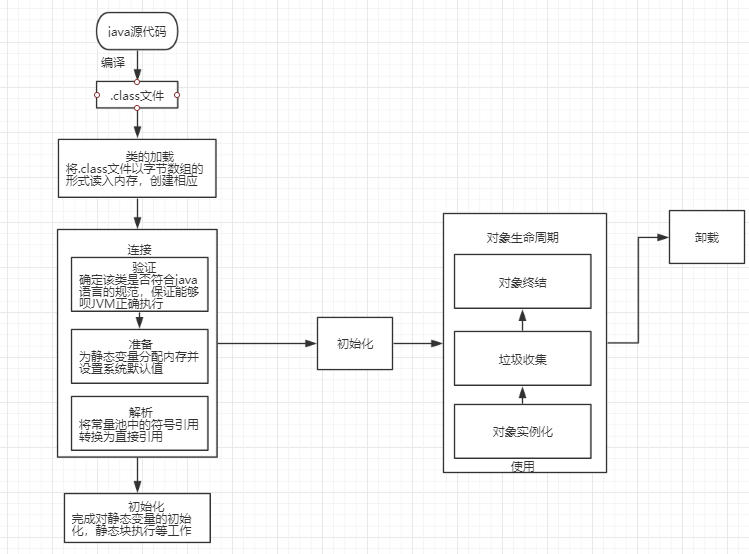 java源代码
编译
.class文件
类的加载
将.class文件以字节数组的
形式读入内存，创建相应
连接
验证
确定该类是否符合java
语言的规范，保证能够
呗JVM正确执行
准备
为静态变量分配内存并
设置系统默认值
解析
将常量池中的符号引用
转换为直接引用
初始化
完成对静态变量的初始
化，静态块执行等工作
初始化
对象生命周期
对象终结
垃圾收集
对象实例化
使用
卸载